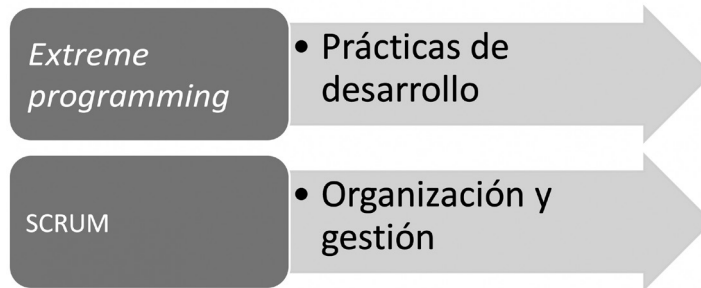 Extreme
programming
• Prácticas de
desarrollo
SCRUM
• Organización y
gestión